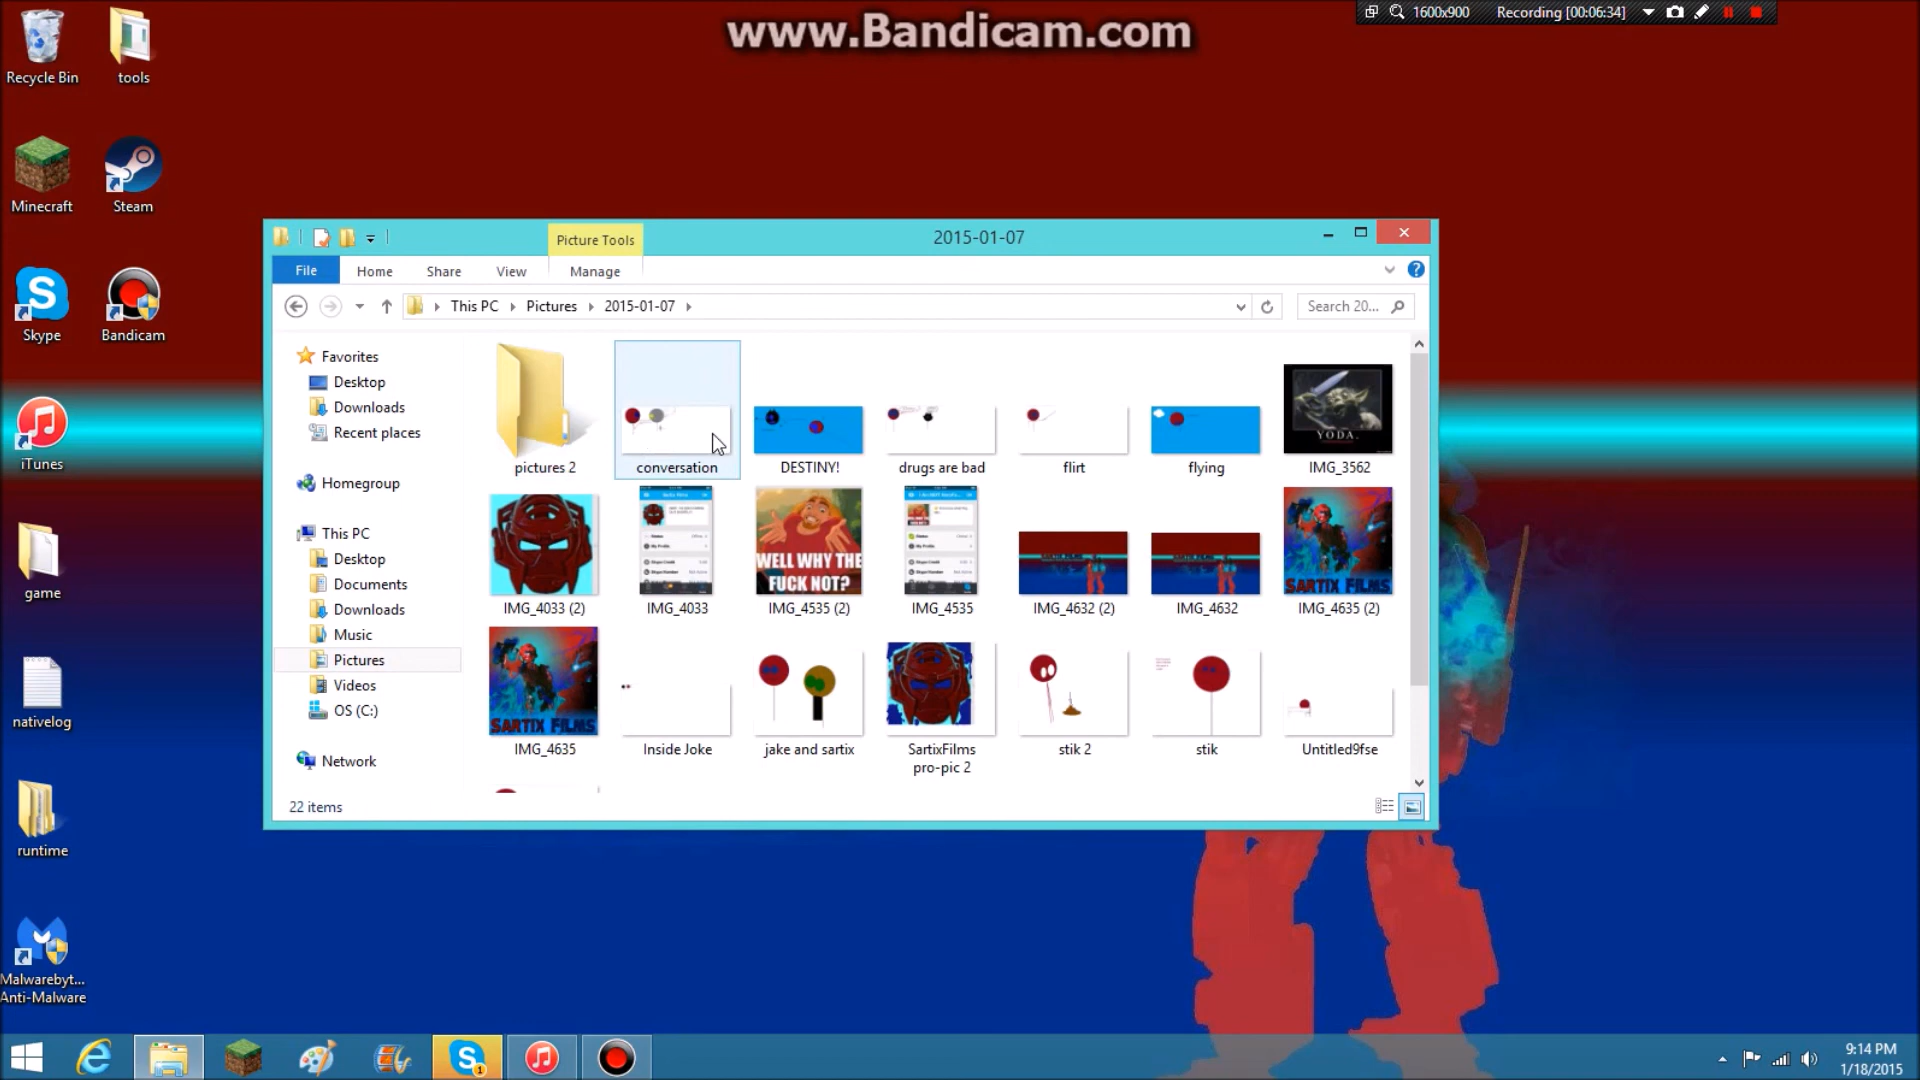 www.Bandicam.com
1600x900
Recording [00:06:34]
Recycle Bin
tools
Minecraft
Steam
Skype
Bandicam
iTunes
game
nativelog
runtime
Malwarebyt...
Anti-Malware
Picture Tools
2015-01-07
File
Home
Share
View
Manage
This PC
Pictures
2015-01-07
Search 20...
Favorites
Desktop
Downloads
Recent places
Homegroup
This PC
Desktop
Documents
Downloads
Music
Pictures
Videos
OS (C:)
Network
pictures 2
conversation
DESTINY!
drugs are bad
flirt
flying
YODA.
IMG_3562
IMG_4033 (2)
IMG_4033
WELL WHY THE
FUCK NOT?
IMG_4535 (2)
IMG_4535
SARTIX FILMS
IMG_4632 (2)
SARTIX FILMS
IMG_4632
SARTIX FILMS
IMG_4635 (2)
SARTIX FILMS
IMG_4635
Inside Joke
jake and sartix
SartixFilms
pro-pic 2
stik 2
stik
Untitled9fse
22 items
9:14 PM
1/18/2015